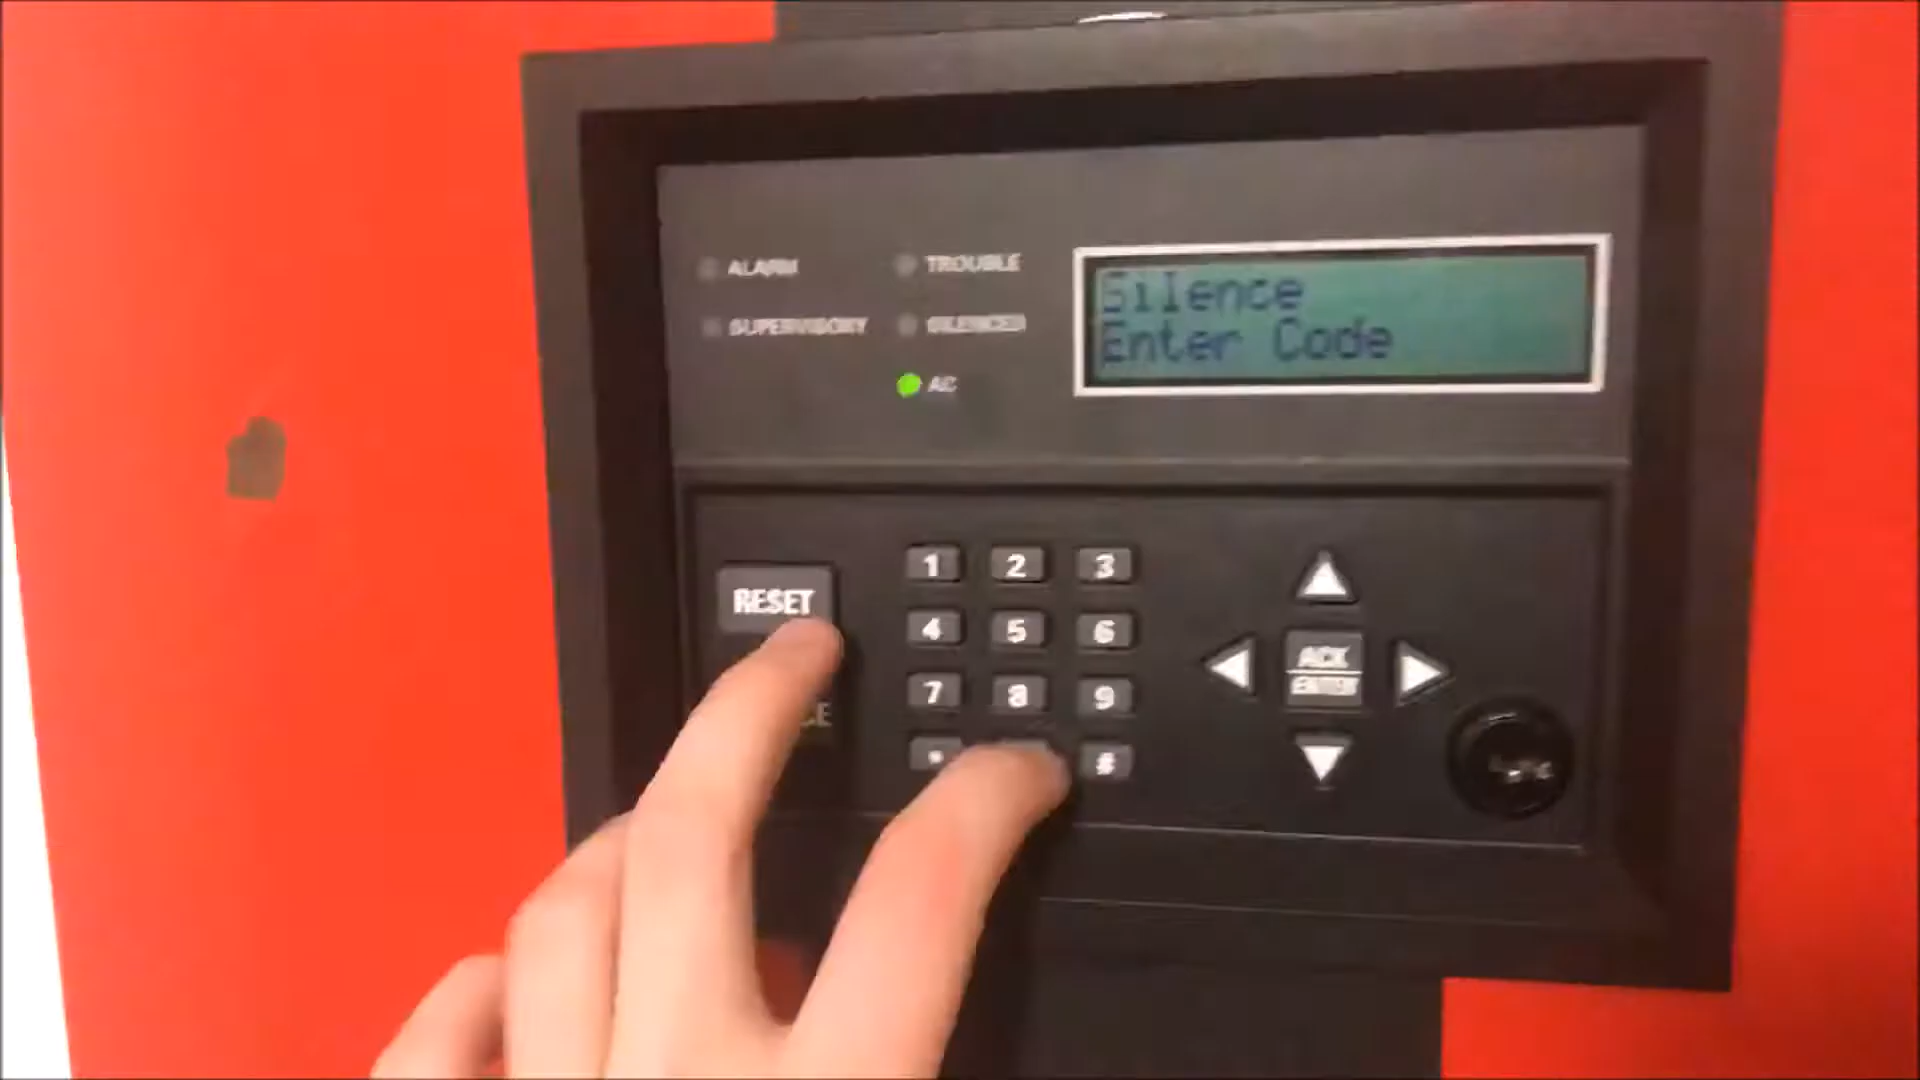 ALARM
TROUBLE
SUPERVISORY
SILENCED
AC
Silence
Enter Code
RESET
1 2 3
4 5 6
7 8 9
* #
ACK
ENTER